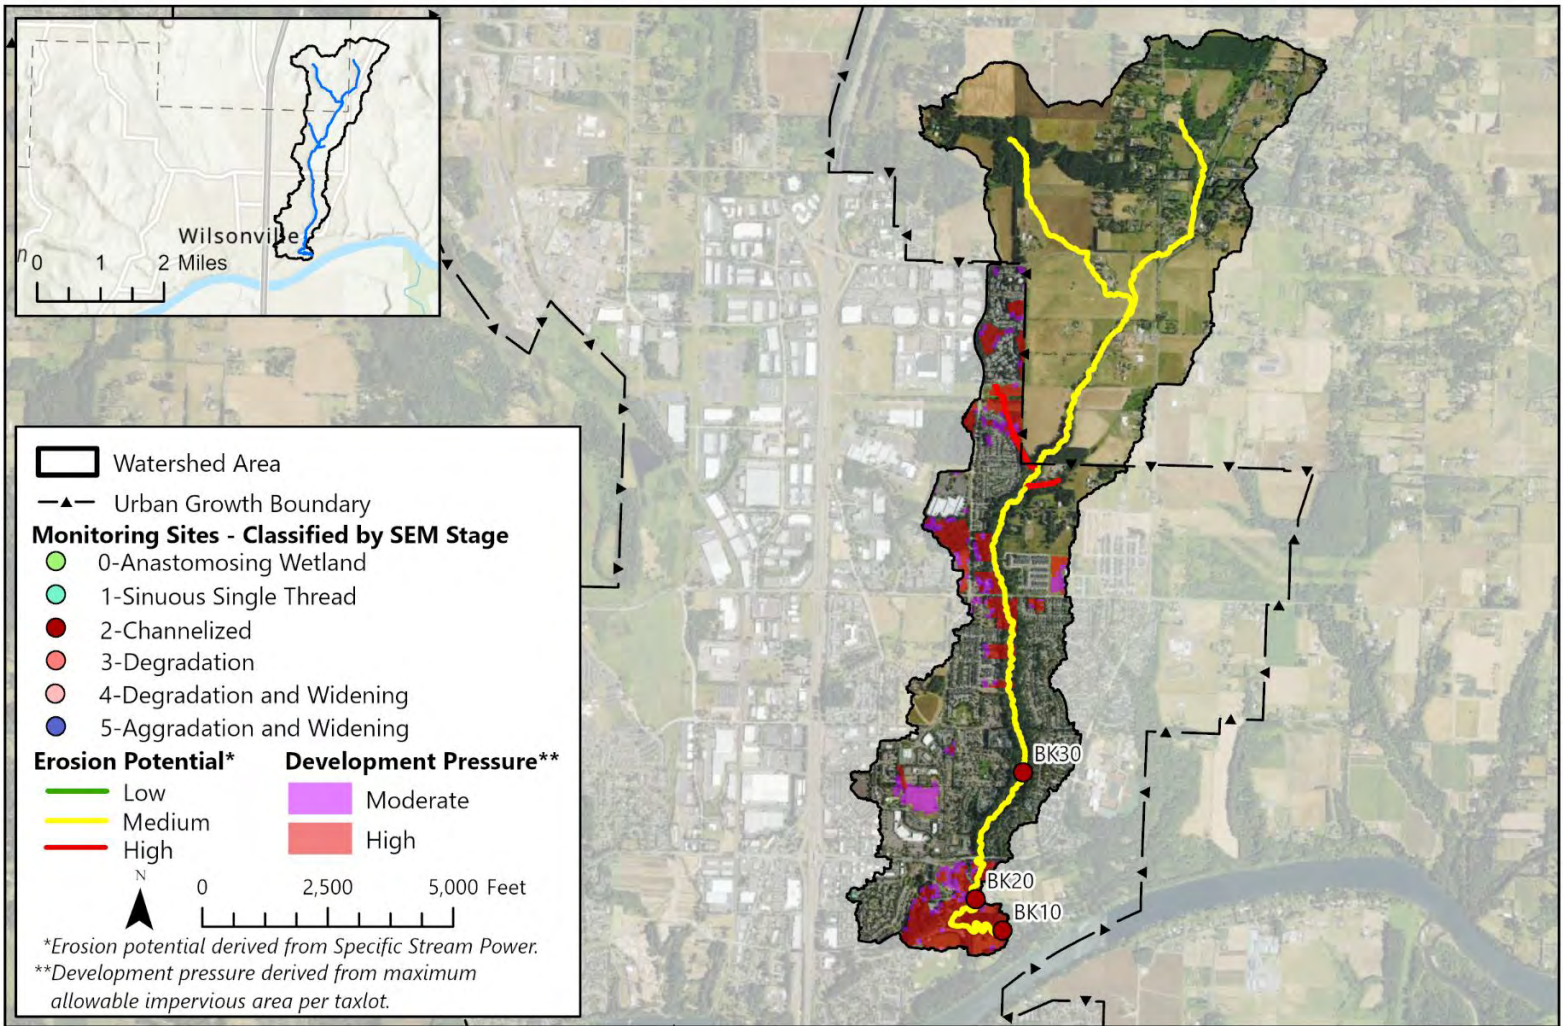 Wilsonville
n
0 1 2 Miles
Watershed Area
Urban Growth Boundary
Monitoring Sites - Classified by SEM Stage
0-Anastomosing Wetland
1-Sinuous Single Thread
2-Channelized
3-Degradation
4-Degradation and Widening
5-Aggradation and Widening
Erosion Potential*
Low
Medium
High
Development Pressure**
Moderate
High
N
0 2,500 5,000 Feet
*Erosion potential derived from Specific Stream Power.
**Development pressure derived from maximum
allowable impervious area per taxlot.
BK30
BK20
BK10